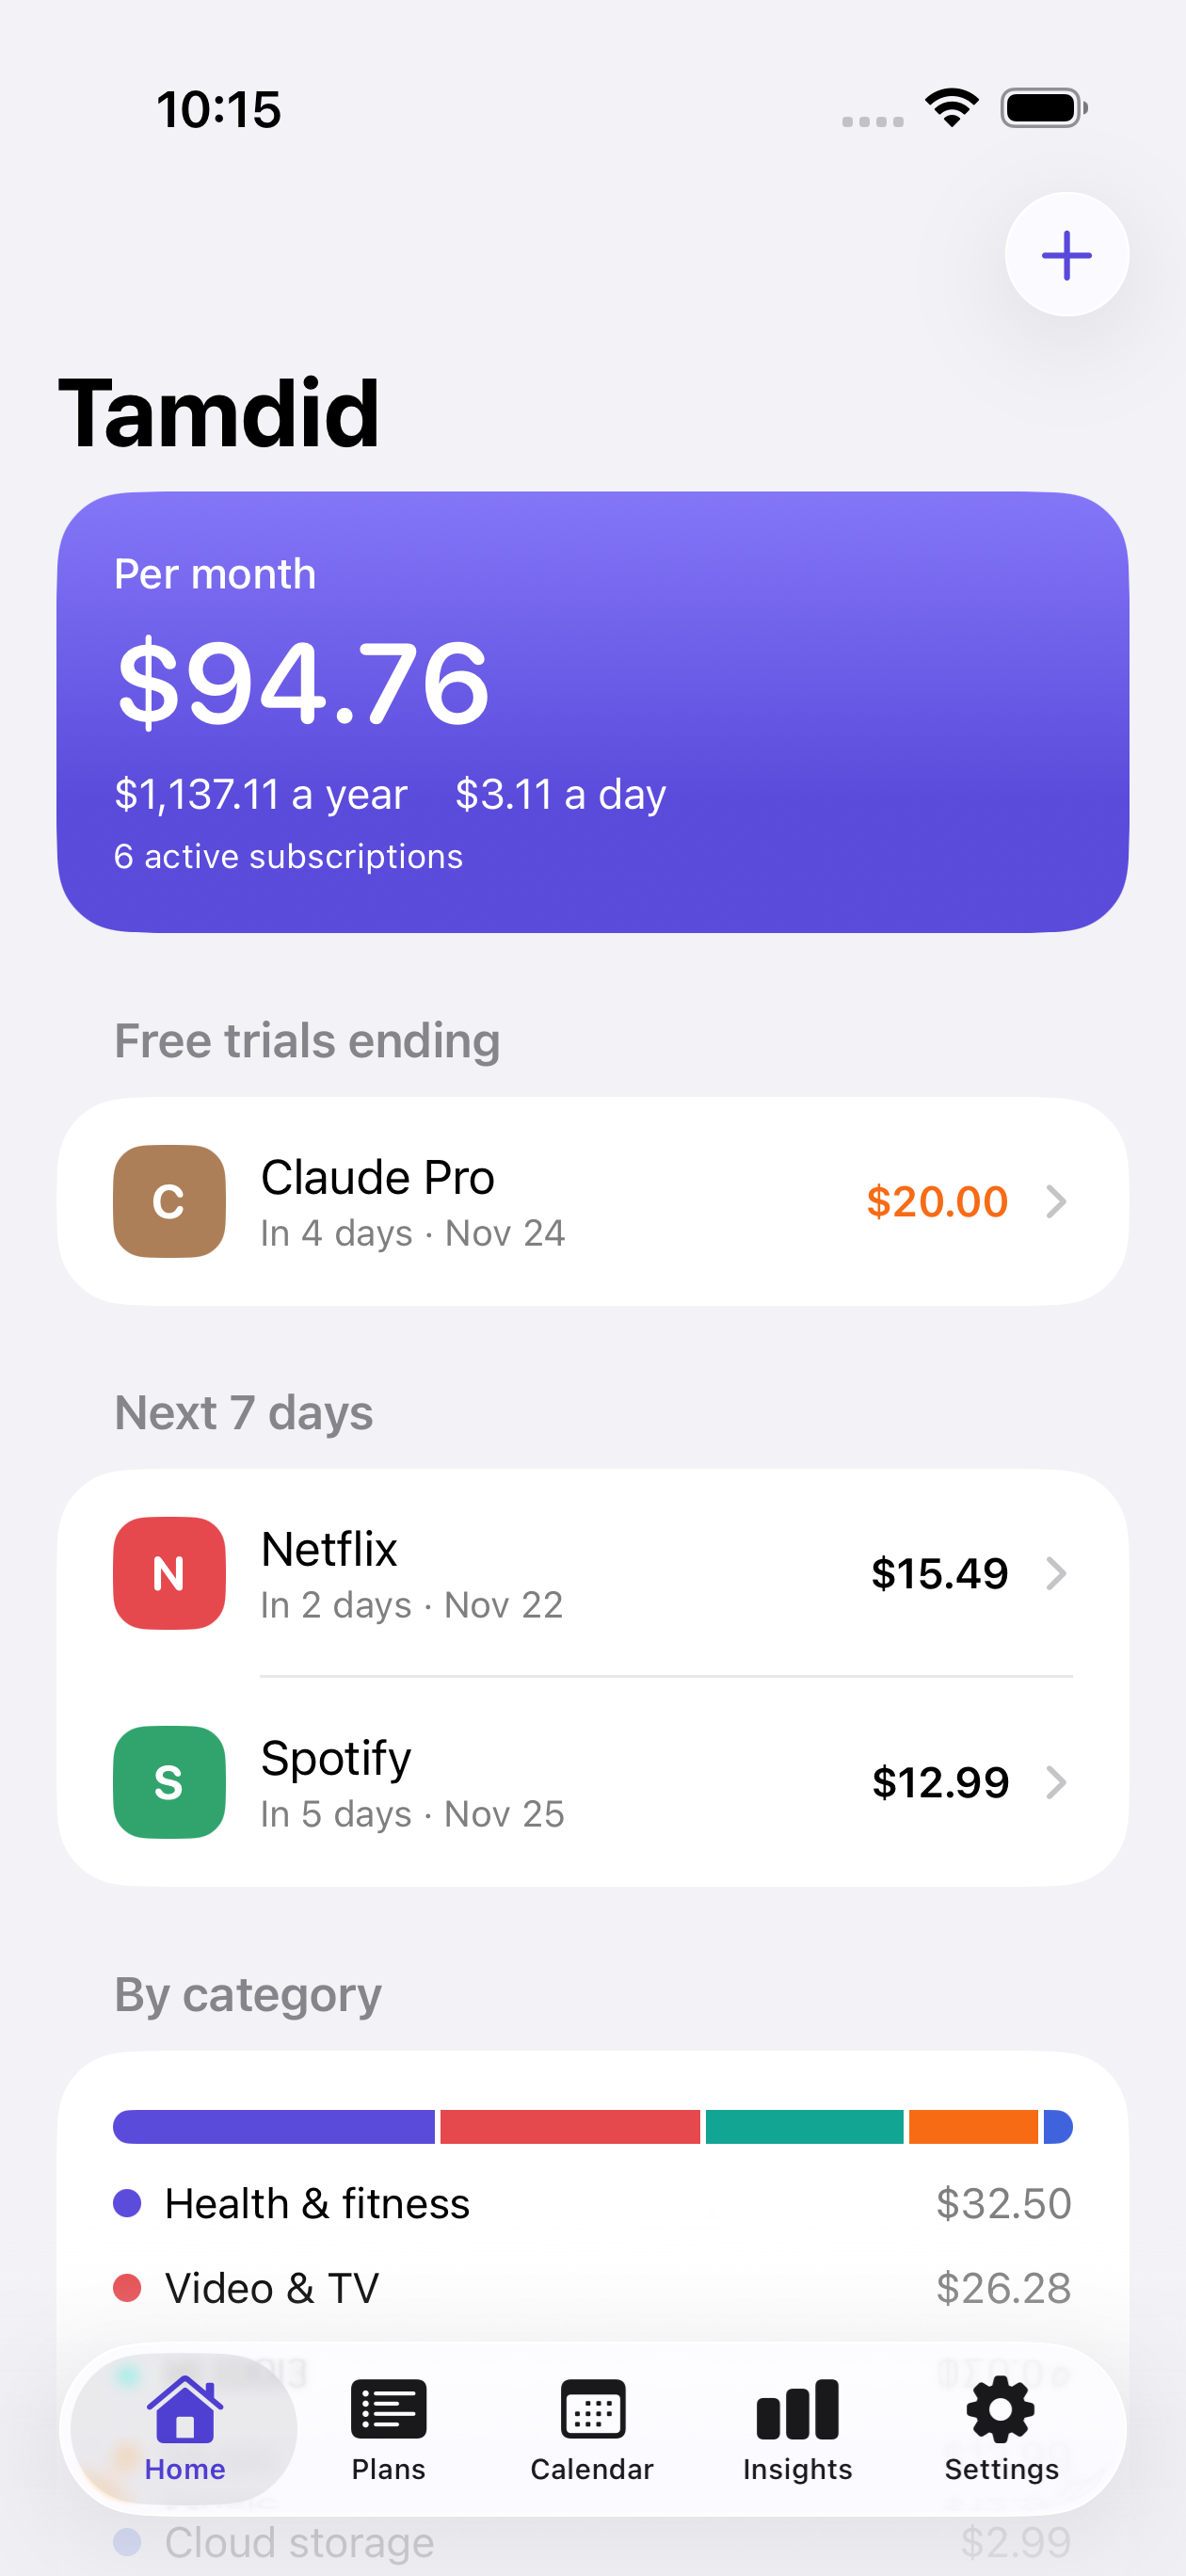 10:15
Tamdid
Per month
$94.76
$1,137.11 a year $3.11 a day
6 active subscriptions
Free trials ending
C
Claude Pro
In 4 days · Nov 24
$20.00
Next 7 days
N
Netflix
In 2 days · Nov 22
$15.49
S
Spotify
In 5 days · Nov 25
$12.99
By category
Health & fitness $32.50
Video & TV $26.28
Home Plans Calendar Insights Settings
Cloud storage $2.99